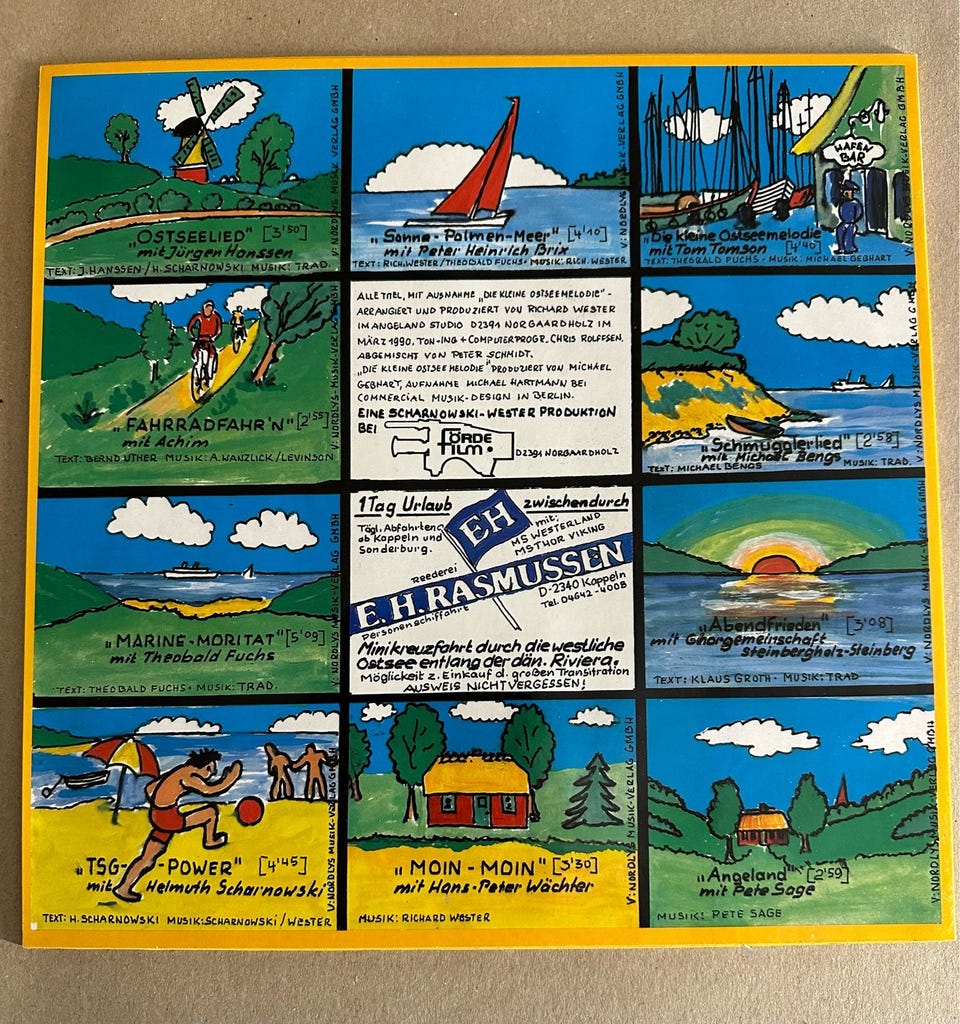 „OSTSEELIED" [3'50]
mit Jürgen Hanssen
TEXT: J. HANSSEN/H. SCHARNOWSKI MUSIK: TRAD.
V: NORDLYS MUSIK VERLAG GMBH
„Sonne-Palmen-Meer" [4'10]
mit Peter Heinrich Brix
TEXT: RICH. WESTER/THEOBALD FUCHS · MUSIK: RICH. WESTER
V: NORDLYS MUSIK-VERLAG GMBH
HAFEN
BAR
„Die kleine Ostseemelodie"
mit Tom Tomson [4'40]
TEXT: THEOBALD FUCHS · MUSIK: MICHAEL GEBHART
V: NORDLYS MUSIK-VERLAG GMBH
„FAHRRADFAHR'N" [2'55]
mit Achim
TEXT: BERND UTHER MUSIK: A. WANZLICK/LEVINSON
V: NORDLYS-MUSIK-VERLAG GMBH
ALLE TITEL, MIT AUSNAHME „DIE KLEINE OSTSEEMELODIE" -
ARRANGIERT UND PRODUZIERT VON RICHARD WESTER
IM ANGELAND STUDIO D2391 NORGAARDHOLZ IM
MÄRZ 1990. TON-ING + COMPUTERPROGR. CHRIS ROLFFSEN.
ABGEMISCHT VON PETER SCHMIDT.
„DIE KLEINE OSTSEEMELODIE" PRODUZIERT VON MICHAEL
GEBHART, AUFNAHME MICHAEL HARTMANN BEI
COMMERCIAL MUSIK-DESIGN IN BERLIN.
EINE SCHARNOWSKI-WESTER PRODUKTION
BEI
FÖRDE
film.
D2391 NORGAARDHOLZ
„Schmugglerlied" [2'58]
mit Michael Bengs
TEXT: MICHAEL BENGS MUSIK: TRAD.
V: NORDLYS MUSIK-VERLAG GMBH
„MARINE-MORITAT" [5'09]
mit Theobald Fuchs
TEXT: THEOBALD FUCHS · MUSIK: TRAD.
V: NORDLYS MUSIK-VERLAG GMBH
1 Tag Urlaub zwischendurch
Tägl. Abfahrten
ab Kappeln und
Sonderburg.
EH
mit:
MS WESTERLAND
MS THOR VIKING
Reederei
E.H. RASMUSSEN
Personenschiffahrt
D-2340 Kappeln
Tel. 04642-4008
Minikreuzfahrt durch die westliche
Ostsee entlang der dän. Riviera.
Möglichkeit z. Einkauf d. großen Transitration
AUSWEIS NICHT VERGESSEN!
„Abendfrieden" [3'08]
mit Chorgemeinschaft
Steinbergholz-Steinberg
TEXT: KLAUS GROTH · MUSIK: TRAD
V: NORDLYS MUSIK-VERLAG GMBH
„TSG-POWER" [4'45]
mit Helmuth Scharnowski
TEXT: H. SCHARNOWSKI MUSIK: SCHARNOWSKI/WESTER
V: NORDLYS MUSIK-VERLAG GMBH
„MOIN-MOIN" [3'30]
mit Hans-Peter Wächter
MUSIK: RICHARD WESTER
V: NORDLYS MUSIK-VERLAG GMBH
„Angeland" [2'59]
mit Pete Sage
MUSIK: PETE SAGE
V: NORDLYS MUSIK-VERLAG GMBH